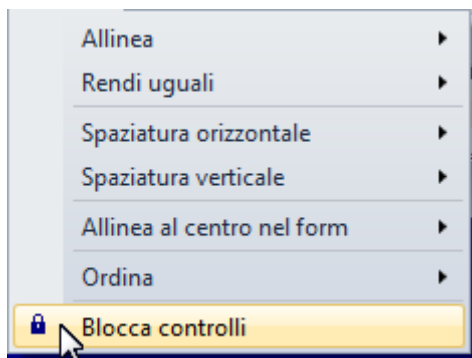 Allinea
Rendi uguali
Spaziatura orizzontale
Spaziatura verticale
Allinea al centro nel form
Ordina
Blocca controlli